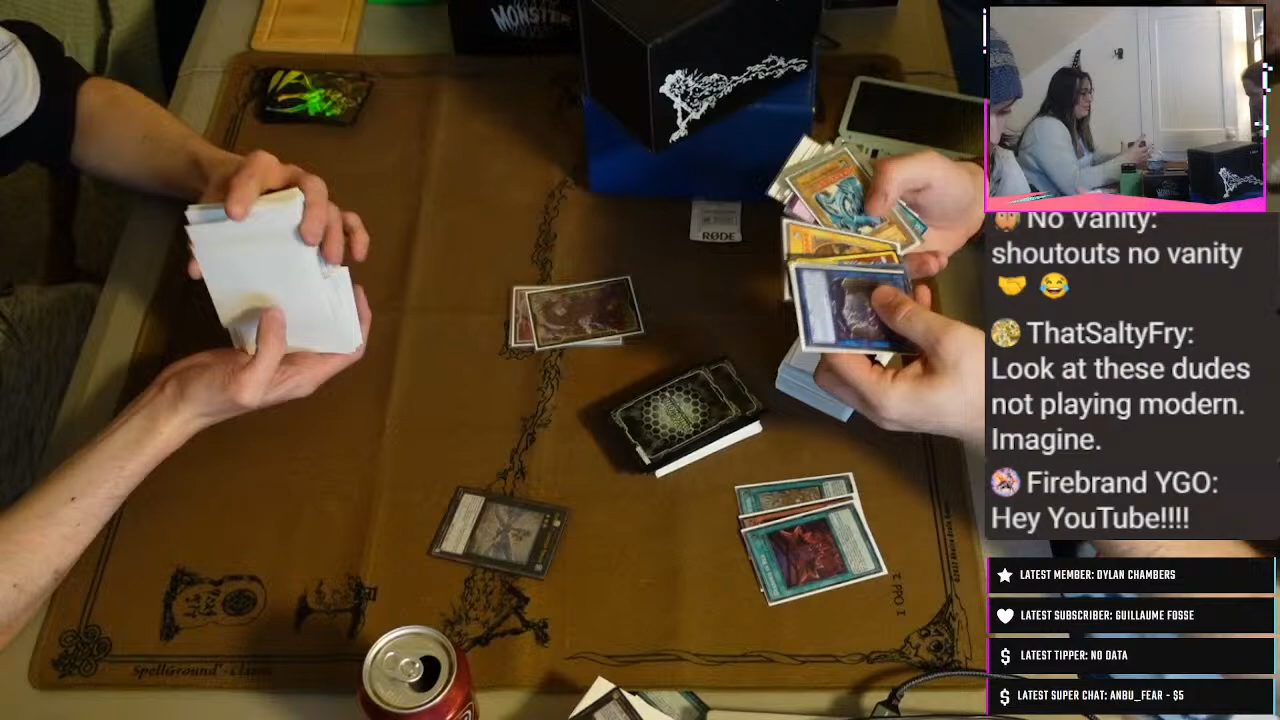 MONSTER
RØDE
SpellGround
PPO 1
No Vanity:
shoutouts no vanity
🤝 😂
ThatSaltyFry:
Look at these dudes
not playing modern.
Imagine.
Firebrand YGO:
Hey YouTube!!!!
LATEST MEMBER: DYLAN CHAMBERS
LATEST SUBSCRIBER: GUILLAUME FOSSE
LATEST TIPPER: NO DATA
LATEST SUPER CHAT: ANBU_FEAR - $5